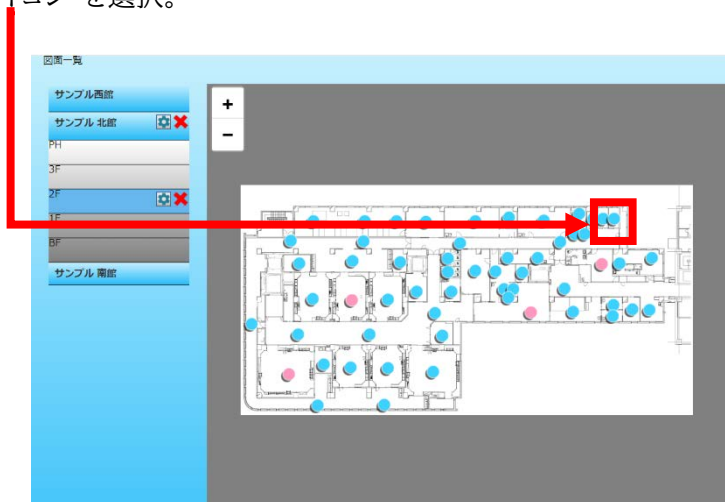 イコン を選択。
図面一覧
サンプル西館
サンプル 北館
PH
3F
2F
1F
BF
サンプル 南館
+
−